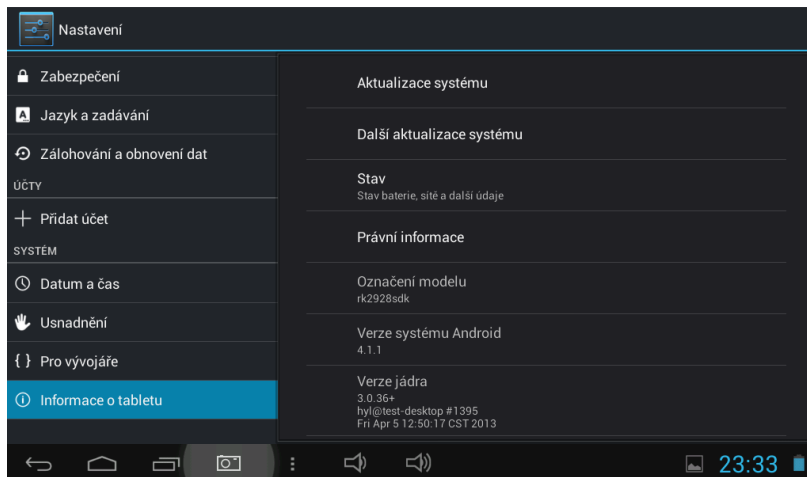 Nastavení
Zabezpečení
Jazyk a zadávání
Zálohování a obnovení dat
ÚČTY
Přidat účet
SYSTÉM
Datum a čas
Usnadnění
{ } Pro vývojáře
Informace o tabletu
Aktualizace systému
Další aktualizace systému
Stav
Stav baterie, sítě a další údaje
Právní informace
Označení modelu
rk2928sdk
Verze systému Android
4.1.1
Verze jádra
3.0.36+
hyl@test-desktop #1395
Fri Apr 5 12:50:17 CST 2013
23:33